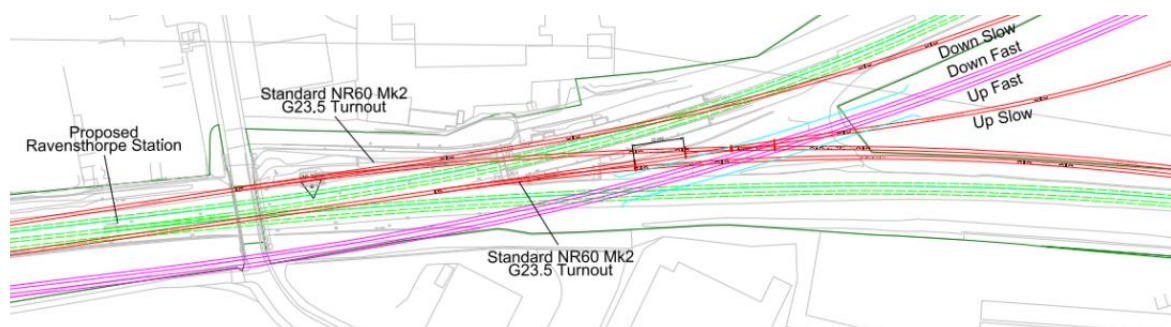 Standard NR60 Mk2
G23.5 Turnout
Proposed
Ravensthorpe Station
Down Slow
Down Fast
Up Fast
Up Slow
Standard NR60 Mk2
G23.5 Turnout